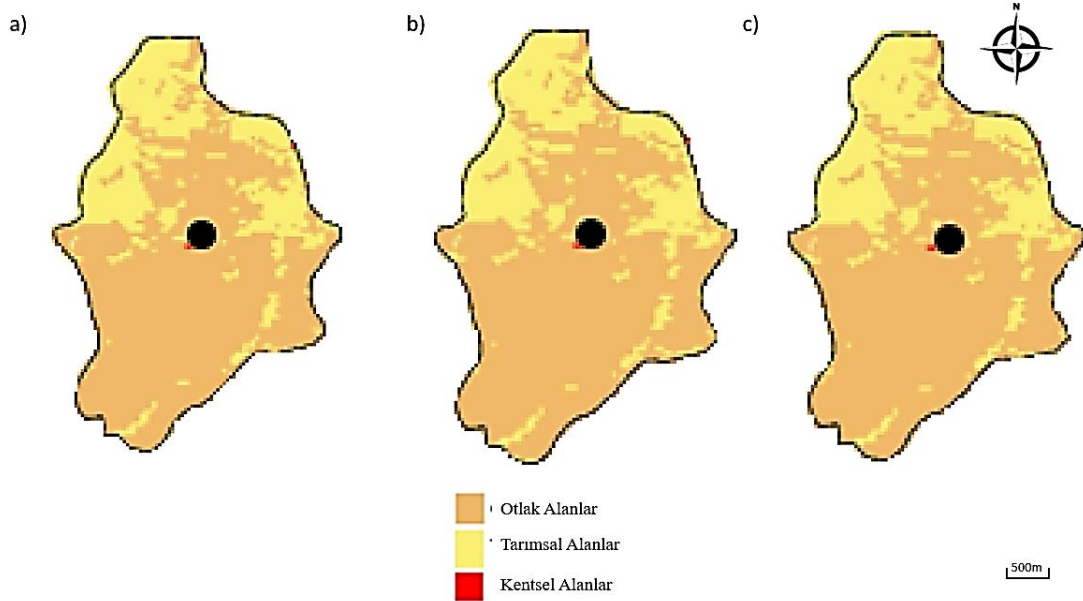 a)
b)
c)
N
Otlak Alanlar
Tarımsal Alanlar
Kentsel Alanlar
500m